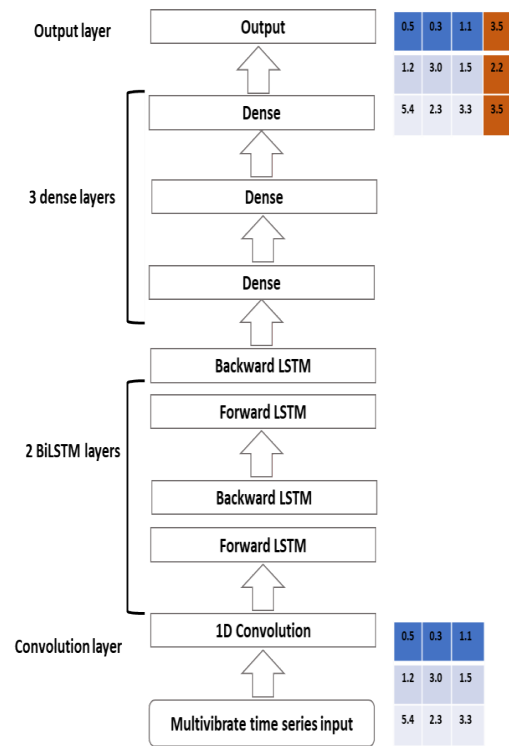 Output layer
Output
0.5 0.3 1.1 3.5
1.2 3.0 1.5 2.2
5.4 2.3 3.3 3.5
Dense
3 dense layers
Dense
Dense
Backward LSTM
Forward LSTM
2 BiLSTM layers
Backward LSTM
Forward LSTM
1D Convolution
Convolution layer
0.5 0.3 1.1
1.2 3.0 1.5
5.4 2.3 3.3
Multivibrate time series input